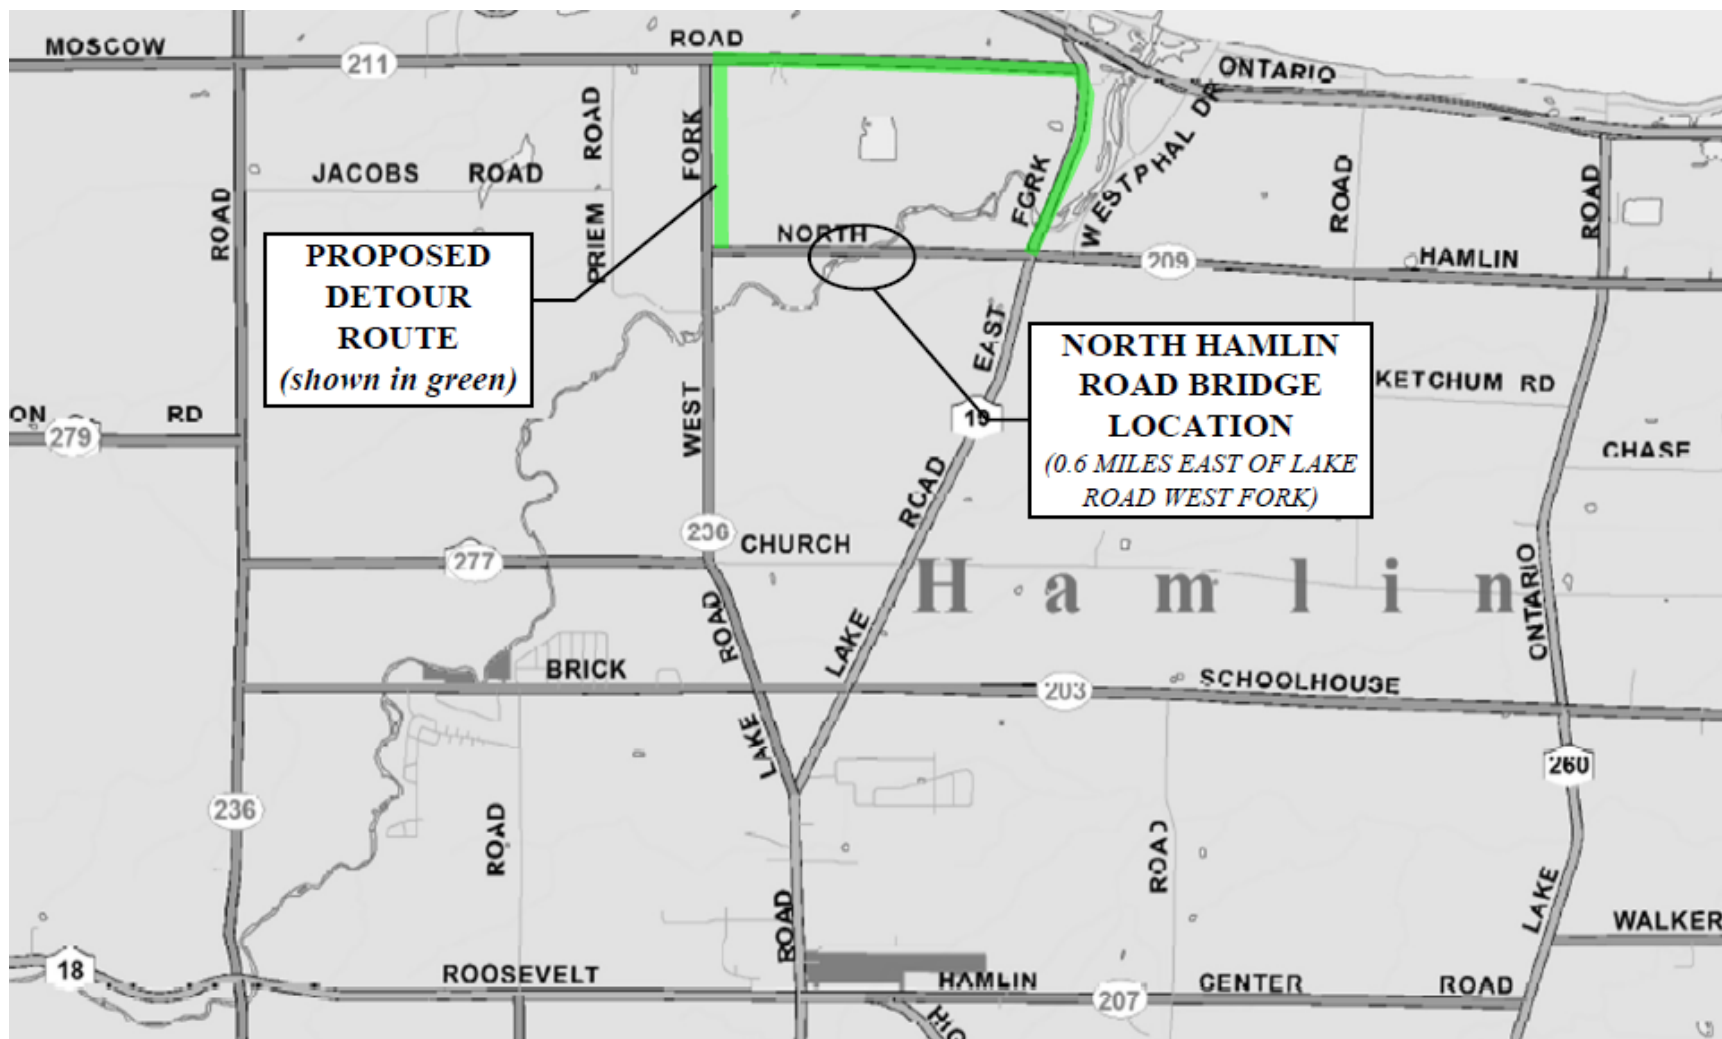 MOSCOW
211
ROAD
ONTARIO
ROAD
FORK
WESTPHAL DR
JACOBS ROAD
PRIEM
ROAD
FORK
ROAD
ROAD
NORTH
209
HAMLIN
PROPOSED
DETOUR
ROUTE
(shown in green)
NORTH HAMLIN
ROAD BRIDGE
LOCATION
(0.6 MILES EAST OF LAKE
ROAD WEST FORK)
EAST
KETCHUM RD
WEST
19
ON RD
279
CHASE
ROAD
236
CHURCH
277
Hamlin
ONTARIO
ROAD
LAKE
BRICK
203
SCHOOLHOUSE
LAKE
260
236
ROAD
ROAD
ROAD
LAKE
WALKER
18
ROOSEVELT
HAMLIN CENTER ROAD
207